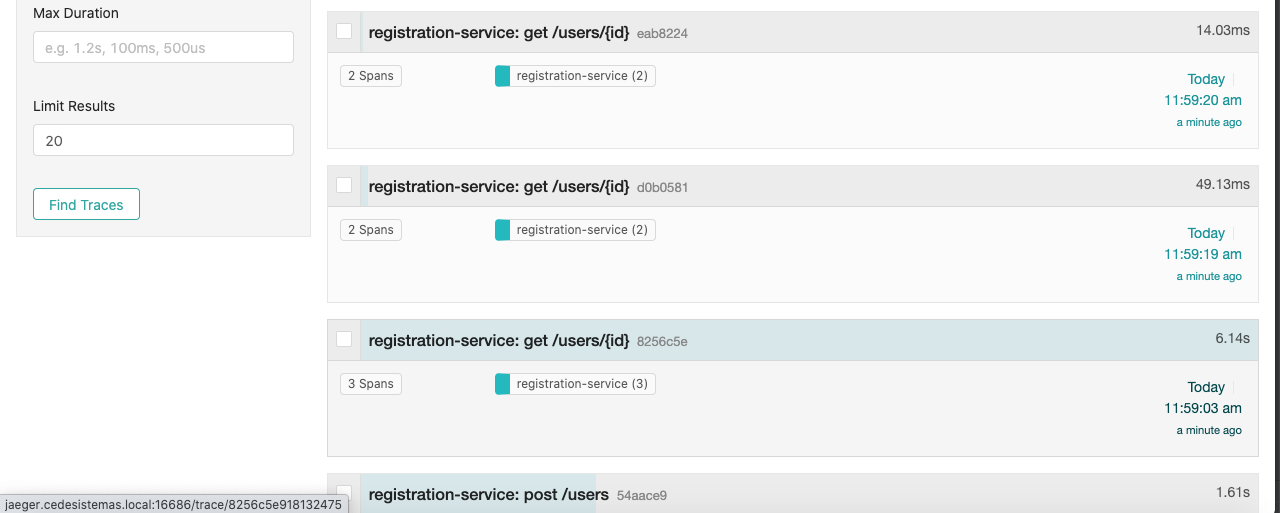 Max Duration
e.g. 1.2s, 100ms, 500us
Limit Results
20
Find Traces
registration-service: get /users/{id} eab8224 14.03ms
2 Spans registration-service (2) Today
11:59:20 am
a minute ago
registration-service: get /users/{id} d0b0581 49.13ms
2 Spans registration-service (2) Today
11:59:19 am
a minute ago
registration-service: get /users/{id} 8256c5e 6.14s
3 Spans registration-service (3) Today
11:59:03 am
a minute ago
registration-service: post /users 54aace9 1.61s
jaeger.cedesistemas.local:16686/trace/8256c5e918132475